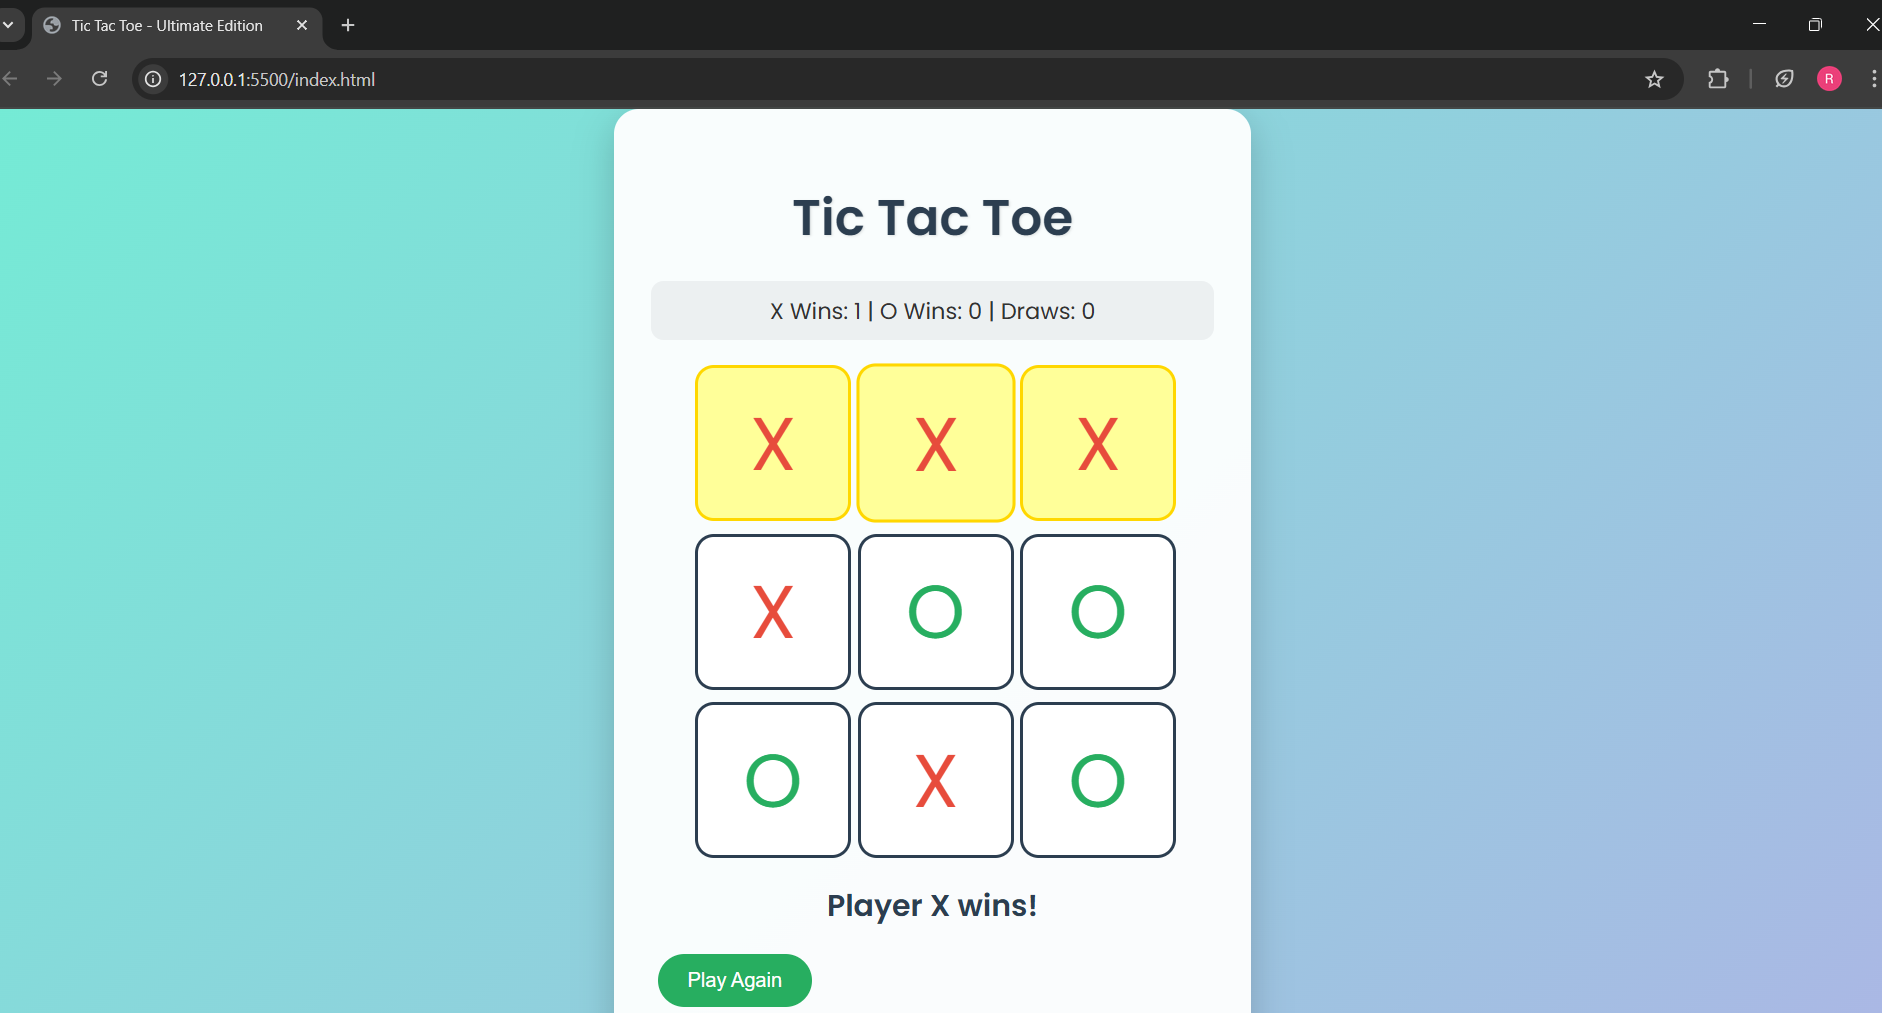 Tic Tac Toe - Ultimate Edition
127.0.0.1:5500/index.html
R
Tic Tac Toe
X Wins: 1 | O Wins: 0 | Draws: 0
X X X
X O O
O X O
Player X wins!
Play Again